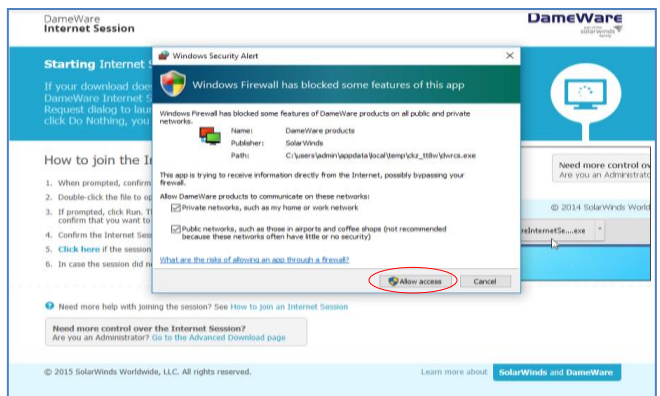 DameWare
Internet Session
DameWare
Starting Internet S
If your download doe
DameWare Internet S
Request dialog to laun
click Do Nothing, you
Windows Security Alert
Windows Firewall has blocked some features of this app
Windows Firewall has blocked some features of DameWare products on all public and private
networks.
Name: DameWare products
Publisher: SolarWinds
Path: C:\users\admin\appdata\local\temp\ckz_tt8w\dwrcs.exe
This app is trying to receive information directly from the Internet, possibly bypassing your
firewall.
Allow DameWare products to communicate on these networks:
Private networks, such as my home or work network
Public networks, such as those in airports and coffee shops (not recommended
because these networks often have little or no security)
What are the risks of allowing an app through a firewall?
Allow access Cancel
How to join the I
1. When prompted, confirm
2. Double-click the file to op
3. If prompted, click Run. T
confirm that you want to
4. Confirm the Internet Sess
5. Click here if the session
6. In case the session did n
Need more control ov
Are you an Administrato
© 2014 SolarWinds World
reInternetSe....exe
Need more help with joining the session? See How to join an Internet Session
Need more control over the Internet Session?
Are you an Administrator? Go to the Advanced Download page
© 2015 SolarWinds Worldwide, LLC. All rights reserved.
Learn more about SolarWinds and DameWare